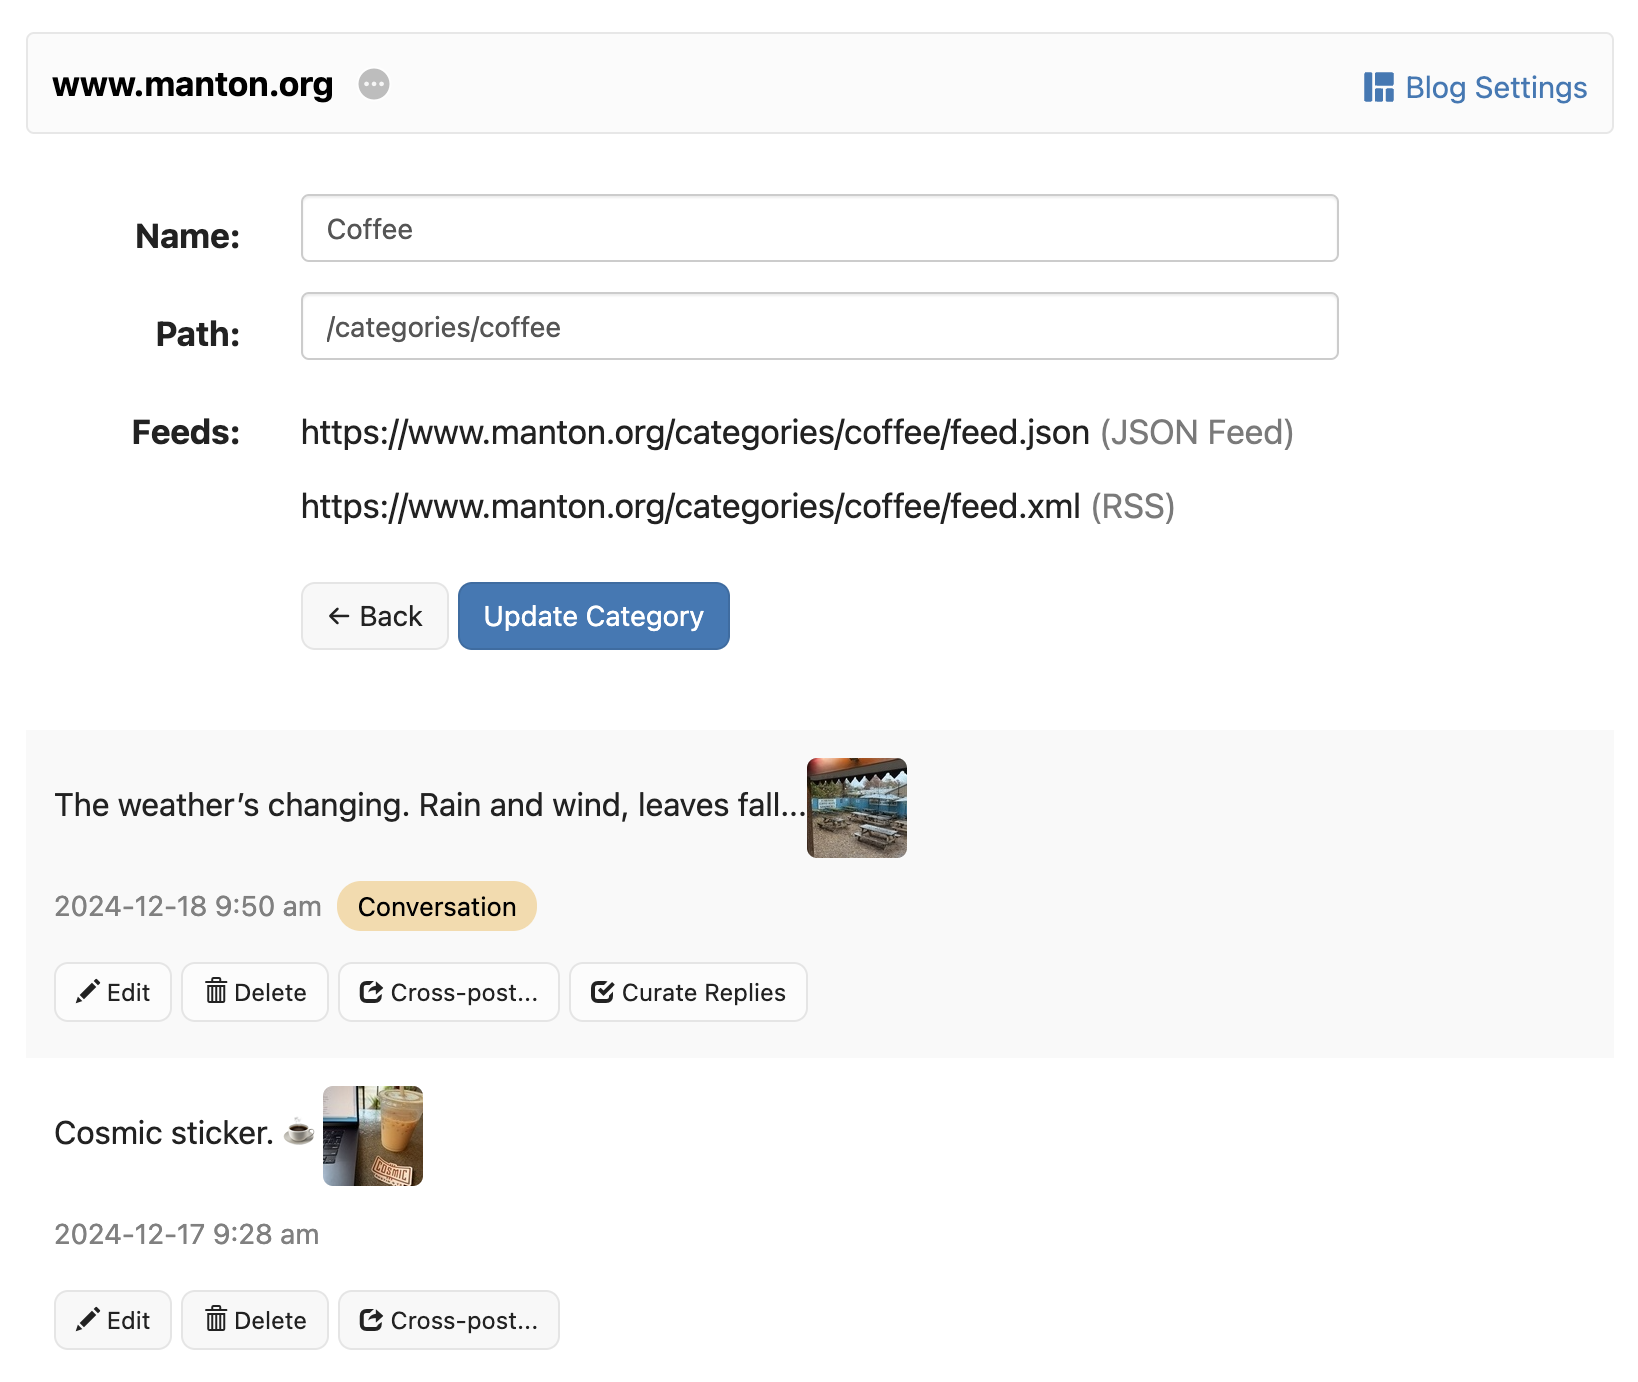 www.manton.org
Blog Settings
Name: Coffee
Path: /categories/coffee
Feeds: https://www.manton.org/categories/coffee/feed.json (JSON Feed)
https://www.manton.org/categories/coffee/feed.xml (RSS)
← Back Update Category
The weather’s changing. Rain and wind, leaves fall...
2024-12-18 9:50 am Conversation
Edit Delete Cross-post... Curate Replies
Cosmic sticker. ☕
COSMIC
2024-12-17 9:28 am
Edit Delete Cross-post...